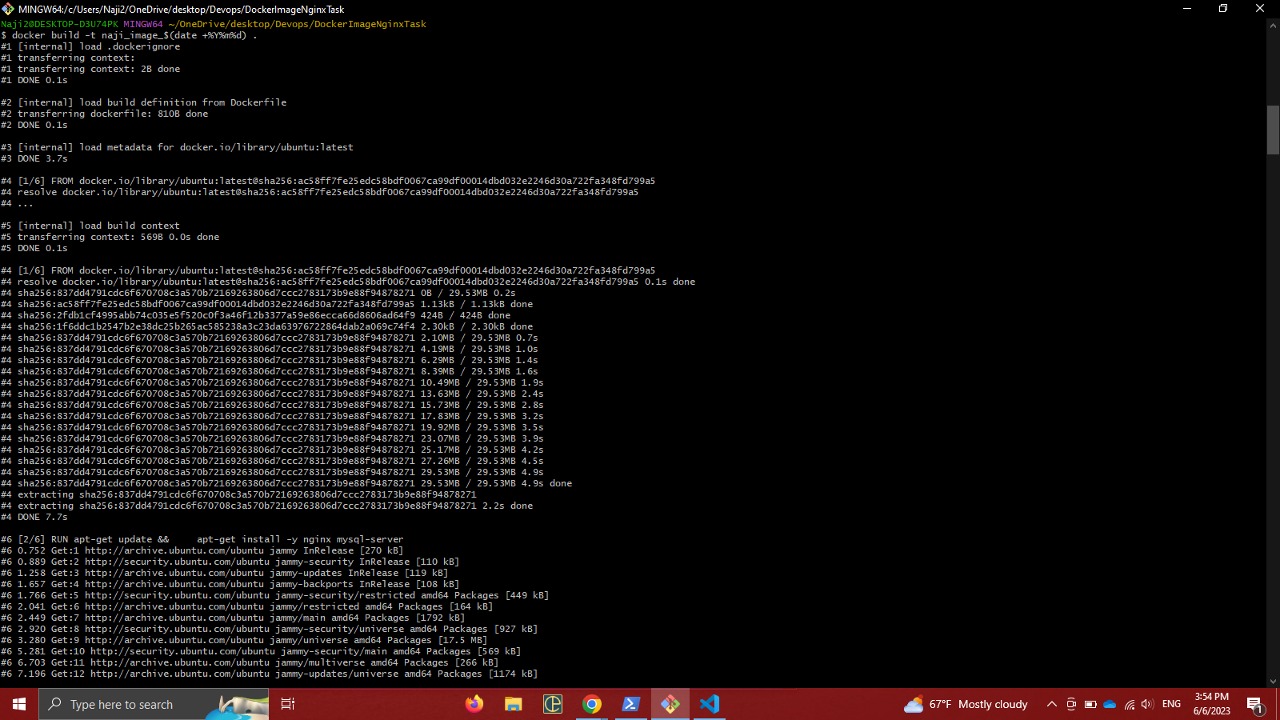 MINGW64:/c/Users/Naji2/OneDrive/desktop/Devops/DockerImageNginxTask
Naji2@DESKTOP-D3U74PK MINGW64 ~/OneDrive/desktop/Devops/DockerImageNginxTask
$ docker build -t naji_image_$(date +%Y%m%d) .
#1 [internal] load .dockerignore
#1 transferring context:
#1 transferring context: 2B done
#1 DONE 0.1s
#2 [internal] load build definition from Dockerfile
#2 transferring dockerfile: 810B done
#2 DONE 0.1s
#3 [internal] load metadata for docker.io/library/ubuntu:latest
#3 DONE 3.7s
#4 [1/6] FROM docker.io/library/ubuntu:latest@sha256:ac58ff7fe25edc58bdf0067ca99df00014dbd032e2246d30a722fa348fd799a5
#4 resolve docker.io/library/ubuntu:latest@sha256:ac58ff7fe25edc58bdf0067ca99df00014dbd032e2246d30a722fa348fd799a5
#4 ...
#5 [internal] load build context
#5 transferring context: 569B 0.0s done
#5 DONE 0.1s
#4 [1/6] FROM docker.io/library/ubuntu:latest@sha256:ac58ff7fe25edc58bdf0067ca99df00014dbd032e2246d30a722fa348fd799a5
#4 resolve docker.io/library/ubuntu:latest@sha256:ac58ff7fe25edc58bdf0067ca99df00014dbd032e2246d30a722fa348fd799a5 0.1s done
#4 sha256:837dd4791cdc6f670708c3a570b72169263806d7ccc2783173b9e88f94878271 0B / 29.53MB 0.2s
#4 sha256:ac58ff7fe25edc58bdf0067ca99df00014dbd032e2246d30a722fa348fd799a5 1.13kB / 1.13kB done
#4 sha256:2fdb1cf4995abb74c035e5f520c0f3a46f12b3377a59e86ecca66d8606ad64f9 424B / 424B done
#4 sha256:1f6ddc1b2547b2e38dc25b265ac585238a3c23da63976722864dab2a069c74f4 2.30kB / 2.30kB done
#4 sha256:837dd4791cdc6f670708c3a570b72169263806d7ccc2783173b9e88f94878271 2.10MB / 29.53MB 0.7s
#4 sha256:837dd4791cdc6f670708c3a570b72169263806d7ccc2783173b9e88f94878271 4.19MB / 29.53MB 1.0s
#4 sha256:837dd4791cdc6f670708c3a570b72169263806d7ccc2783173b9e88f94878271 6.29MB / 29.53MB 1.4s
#4 sha256:837dd4791cdc6f670708c3a570b72169263806d7ccc2783173b9e88f94878271 8.39MB / 29.53MB 1.6s
#4 sha256:837dd4791cdc6f670708c3a570b72169263806d7ccc2783173b9e88f94878271 10.49MB / 29.53MB 1.9s
#4 sha256:837dd4791cdc6f670708c3a570b72169263806d7ccc2783173b9e88f94878271 13.63MB / 29.53MB 2.4s
#4 sha256:837dd4791cdc6f670708c3a570b72169263806d7ccc2783173b9e88f94878271 15.73MB / 29.53MB 2.8s
#4 sha256:837dd4791cdc6f670708c3a570b72169263806d7ccc2783173b9e88f94878271 17.83MB / 29.53MB 3.2s
#4 sha256:837dd4791cdc6f670708c3a570b72169263806d7ccc2783173b9e88f94878271 19.92MB / 29.53MB 3.5s
#4 sha256:837dd4791cdc6f670708c3a570b72169263806d7ccc2783173b9e88f94878271 23.07MB / 29.53MB 3.9s
#4 sha256:837dd4791cdc6f670708c3a570b72169263806d7ccc2783173b9e88f94878271 25.17MB / 29.53MB 4.2s
#4 sha256:837dd4791cdc6f670708c3a570b72169263806d7ccc2783173b9e88f94878271 27.26MB / 29.53MB 4.5s
#4 sha256:837dd4791cdc6f670708c3a570b72169263806d7ccc2783173b9e88f94878271 29.53MB / 29.53MB 4.9s
#4 sha256:837dd4791cdc6f670708c3a570b72169263806d7ccc2783173b9e88f94878271 29.53MB / 29.53MB 4.9s done
#4 extracting sha256:837dd4791cdc6f670708c3a570b72169263806d7ccc2783173b9e88f94878271
#4 extracting sha256:837dd4791cdc6f670708c3a570b72169263806d7ccc2783173b9e88f94878271 2.2s done
#4 DONE 7.7s
#6 [2/6] RUN apt-get update &&     apt-get install -y nginx mysql-server
#6 0.752 Get:1 http://archive.ubuntu.com/ubuntu jammy InRelease [270 kB]
#6 0.889 Get:2 http://security.ubuntu.com/ubuntu jammy-security InRelease [110 kB]
#6 1.258 Get:3 http://archive.ubuntu.com/ubuntu jammy-updates InRelease [119 kB]
#6 1.657 Get:4 http://archive.ubuntu.com/ubuntu jammy-backports InRelease [108 kB]
#6 1.766 Get:5 http://security.ubuntu.com/ubuntu jammy-security/restricted amd64 Packages [449 kB]
#6 2.041 Get:6 http://archive.ubuntu.com/ubuntu jammy/restricted amd64 Packages [164 kB]
#6 2.449 Get:7 http://archive.ubuntu.com/ubuntu jammy/main amd64 Packages [1792 kB]
#6 2.920 Get:8 http://security.ubuntu.com/ubuntu jammy-security/universe amd64 Packages [927 kB]
#6 3.280 Get:9 http://archive.ubuntu.com/ubuntu jammy/universe amd64 Packages [17.5 MB]
#6 5.281 Get:10 http://security.ubuntu.com/ubuntu jammy-security/main amd64 Packages [569 kB]
#6 6.703 Get:11 http://archive.ubuntu.com/ubuntu jammy/multiverse amd64 Packages [266 kB]
#6 7.196 Get:12 http://archive.ubuntu.com/ubuntu jammy-updates/universe amd64 Packages [1174 kB]
Type here to search
67°F Mostly cloudy
ENG
3:54 PM
6/6/2023
1